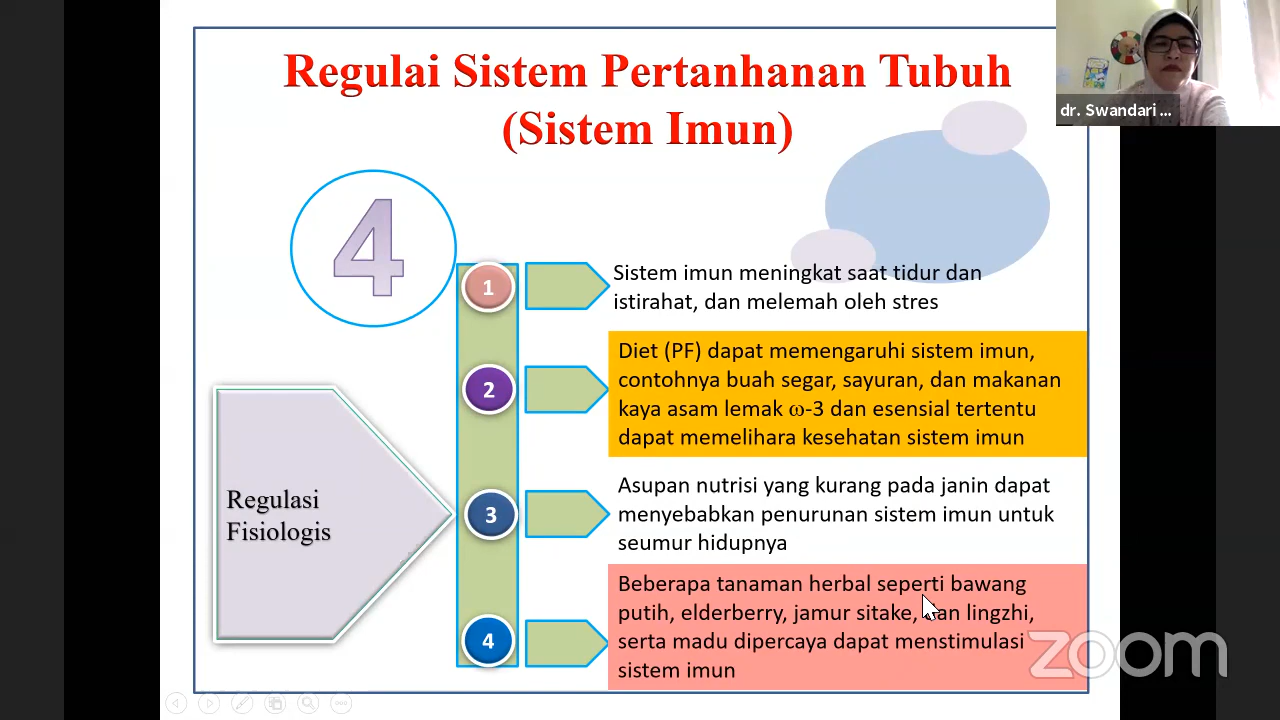 Regulai Sistem Pertanhanan Tubuh
(Sistem Imun)
dr. Swandari ...
4
1
Sistem imun meningkat saat tidur dan
istirahat, dan melemah oleh stres
2
Diet (PF) dapat memengaruhi sistem imun,
contohnya buah segar, sayuran, dan makanan
kaya asam lemak ω-3 dan esensial tertentu
dapat memelihara kesehatan sistem imun
Regulasi
Fisiologis
3
Asupan nutrisi yang kurang pada janin dapat
menyebabkan penurunan sistem imun untuk
seumur hidupnya
4
Beberapa tanaman herbal seperti bawang
putih, elderberry, jamur sitake, dan lingzhi,
serta madu dipercaya dapat menstimulasi
sistem imun
zoom